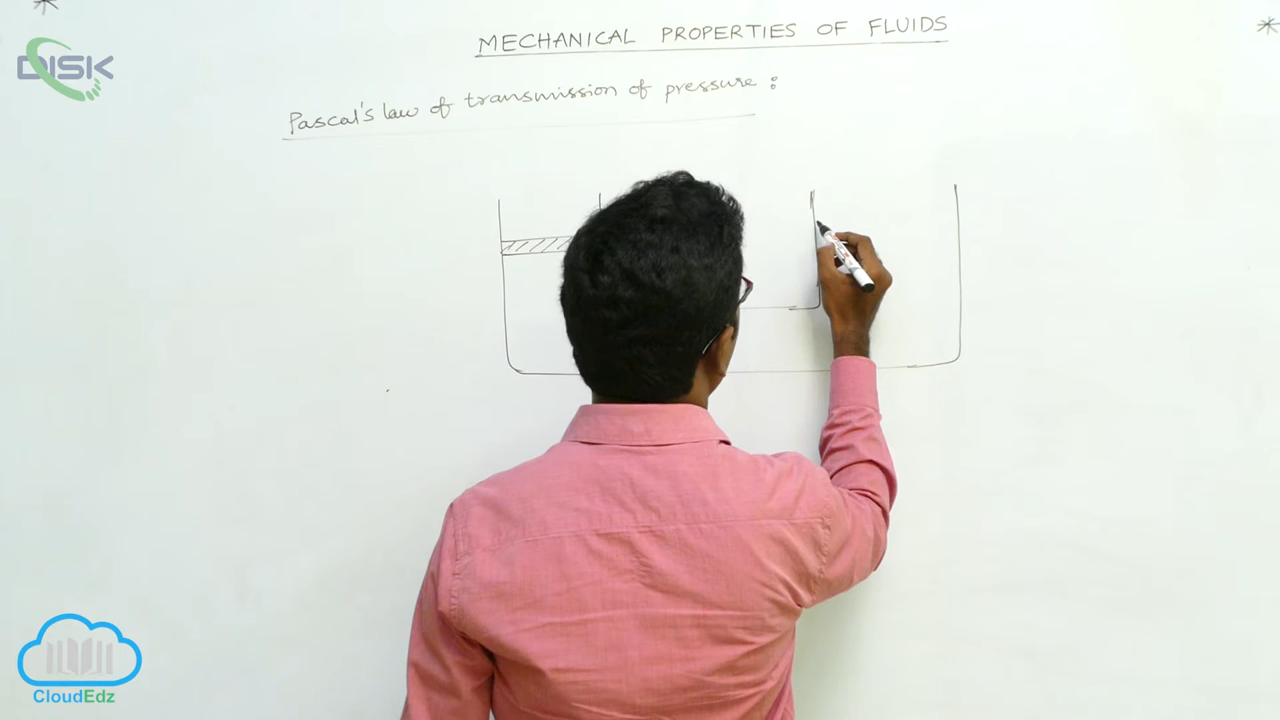 MECHANICAL PROPERTIES OF FLUIDS
DISK
Pascal's law of transmission of pressure :
CloudEdz